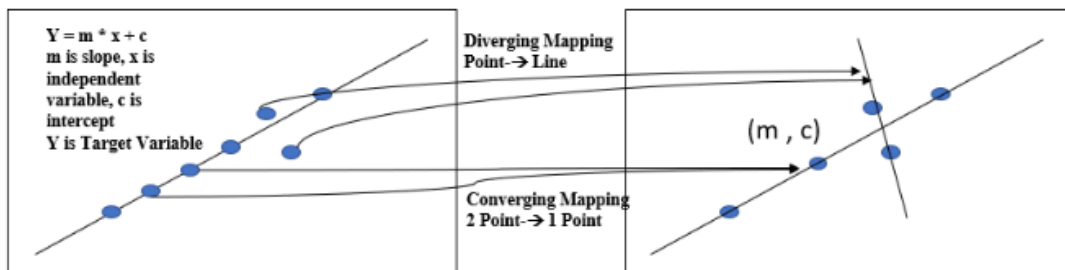 Y = m * x + c
m is slope, x is
independent
variable, c is
intercept
Y is Target Variable
Diverging Mapping
Point-→ Line
(m , c)
Converging Mapping
2 Point-→ 1 Point